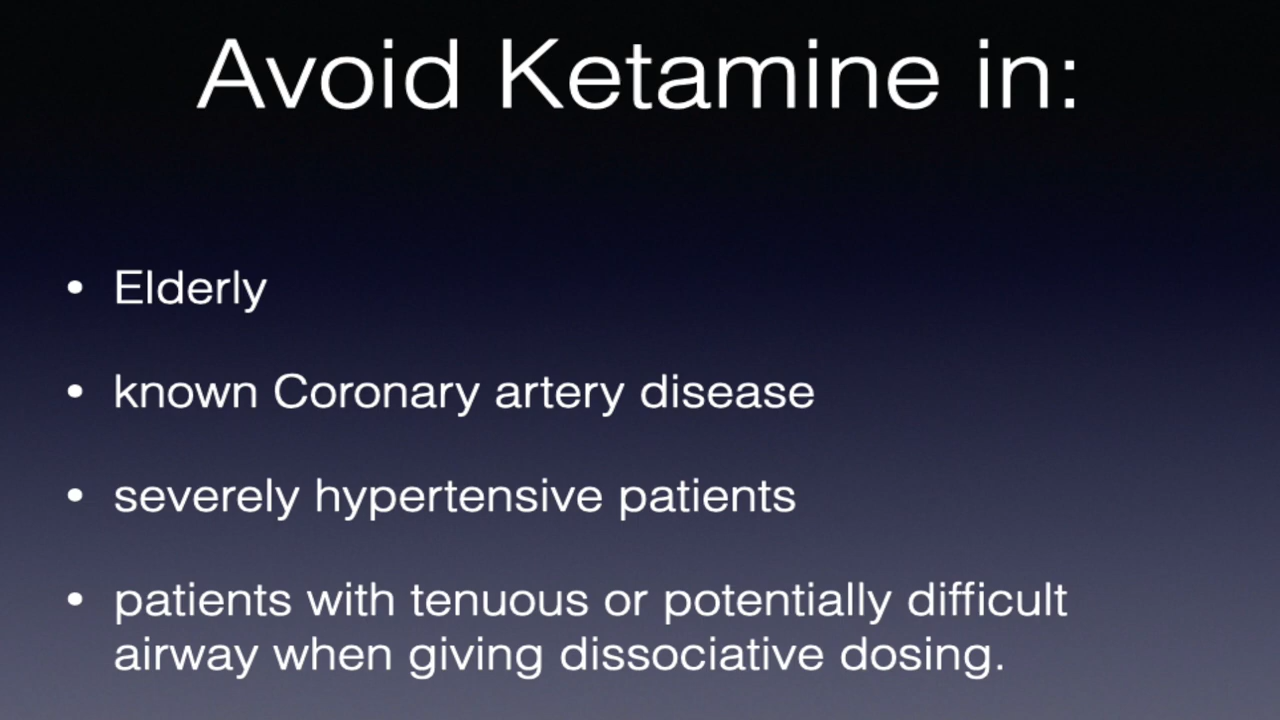 Avoid Ketamine in:
• Elderly
• known Coronary artery disease
• severely hypertensive patients
• patients with tenuous or potentially difficult
airway when giving dissociative dosing.